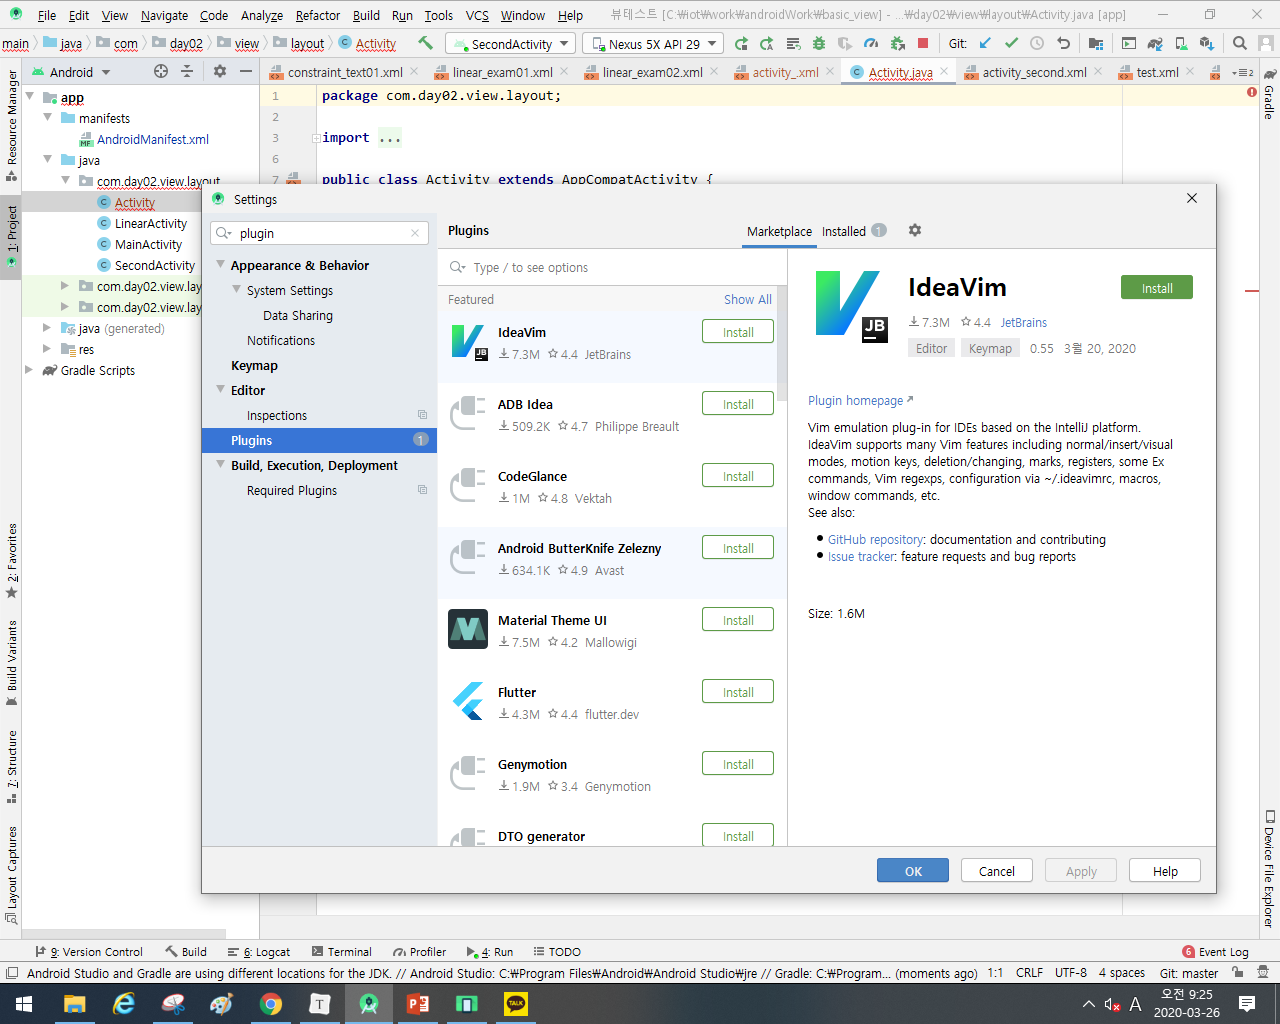 File Edit View Navigate Code Analyze Refactor Build Run Tools VCS Window Help 뷰테스트 [C:₩iot₩work₩androidWork₩basic_view] - ...₩day02₩view₩layout₩Activity.java [app]
main java com day02 view layout Activity SecondActivity Nexus 5X API 29 Git:
Android constraint_text01.xml linear_exam01.xml linear_exam02.xml activity_.xml Activity.java activity_second.xml test.xml 2
Resource Manager
1: Project
2: Favorites
Build Variants
7: Structure
Layout Captures
Gradle
Device File Explorer
app
manifests
AndroidManifest.xml
java
com.day02.view.layout
Activity
LinearActivity
MainActivity
SecondActivity
com.day02.view.lay
com.day02.view.lay
java (generated)
res
Gradle Scripts
1 package com.day02.view.layout;
2
3 import ...
6
7 public class Activity extends AppCompatActivity {
Settings
plugin
Appearance & Behavior
System Settings
Data Sharing
Notifications
Keymap
Editor
Inspections
Plugins 1
Build, Execution, Deployment
Required Plugins
Plugins Marketplace Installed 1
Type / to see options
Featured Show All
IdeaVim Install
7.3M 4.4 JetBrains
ADB Idea Install
509.2K 4.7 Philippe Breault
CodeGlance Install
1M 4.8 Vektah
Android ButterKnife Zelezny Install
634.1K 4.9 Avast
Material Theme UI Install
7.5M 4.2 Mallowigi
Flutter Install
4.3M 4.4 flutter.dev
Genymotion Install
1.9M 3.4 Genymotion
DTO generator Install
JB
JB
IdeaVim Install
7.3M 4.4 JetBrains
Editor Keymap 0.55 3월 20, 2020
Plugin homepage
Vim emulation plug-in for IDEs based on the IntelliJ platform.
IdeaVim supports many Vim features including normal/insert/visual
modes, motion keys, deletion/changing, marks, registers, some Ex
commands, Vim regexps, configuration via ~/.ideavimrc, macros,
window commands, etc.
See also:
GitHub repository: documentation and contributing
Issue tracker: feature requests and bug reports
Size: 1.6M
OK Cancel Apply Help
9: Version Control Build 6: Logcat Terminal Profiler 4: Run TODO 6 Event Log
Android Studio and Gradle are using different locations for the JDK. // Android Studio: C:₩Program Files₩Android₩Android Studio₩jre // Gradle: C:₩Program... (moments ago) 1:1 CRLF UTF-8 4 spaces Git: master
T TALK A 오전 9:25
2020-03-26